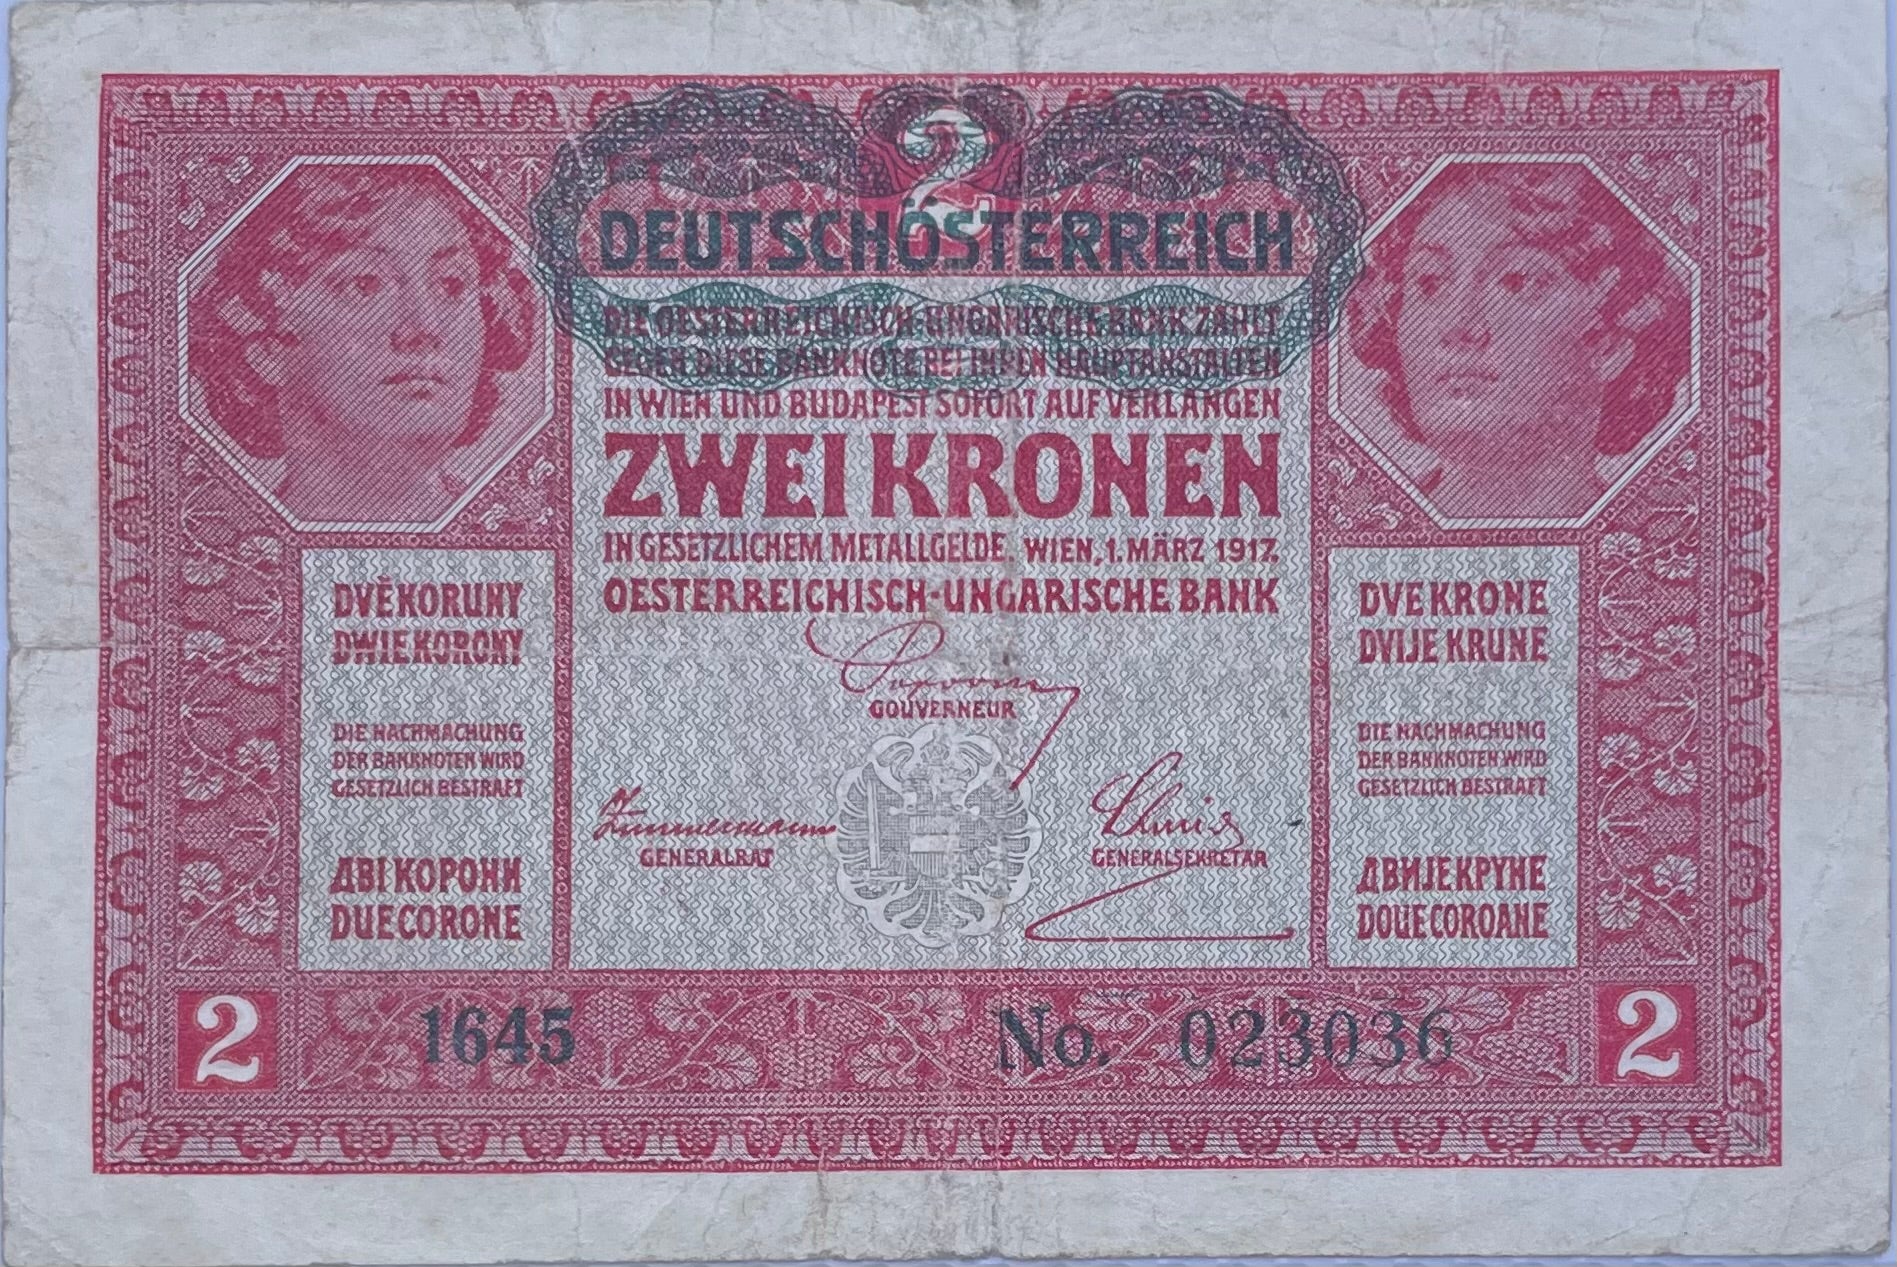 2
DEUTSCHÖSTERREICH
DIE OESTERREICHISCH-UNGARISCHE BANK ZAHLT
GEGEN DIESE BANKNOTE BEI IHREN HAUPTANSTALTEN
IN WIEN UND BUDAPEST SOFORT AUF VERLANGEN
ZWEI KRONEN
IN GESETZLICHEM METALLGELDE. WIEN, 1. MÄRZ 1917.
OESTERREICHISCH-UNGARISCHE BANK
GOUVERNEUR
GENERALRAT
GENERALSEKRETÄR
DVĚ KORUNY
DWIE KORONY
DIE NACHMACHUNG
DER BANKNOTEN WIRD
GESETZLICH BESTRAFT
ДВІ КОРОНИ
DUE CORONE
DVE KRONE
DVIJE KRUNE
DIE NACHMACHUNG
DER BANKNOTEN WIRD
GESETZLICH BESTRAFT
ДВИЈЕ КРУНЕ
DOUE COROANE
2
1645
No. 023036
2